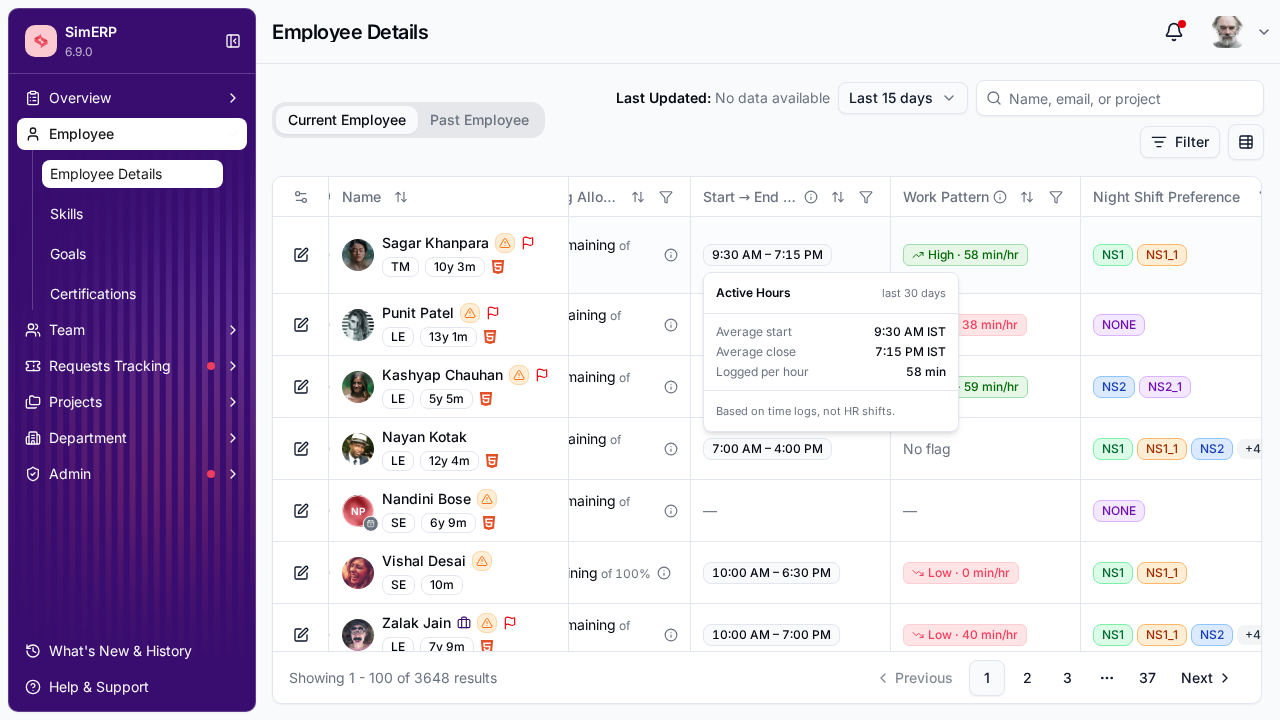 SimERP
6.9.0
Overview
Employee
Employee Details
Skills
Goals
Certifications
Team
Requests Tracking
Projects
Department
Admin
What's New & History
Help & Support
Employee Details
Current Employee
Past Employee
Last Updated: No data available
Last 15 days
Name, email, or project
Filter
Name
g Allo...
Start → End ...
Work Pattern
Night Shift Preference
Sagar Khanpara
TM
10y 3m
maining of
9:30 AM – 7:15 PM
High · 58 min/hr
NS1
NS1_1
Active Hours
last 30 days
Average start
9:30 AM IST
Average close
7:15 PM IST
Logged per hour
58 min
Based on time logs, not HR shifts.
Punit Patel
LE
13y 1m
aining of
38 min/hr
NONE
Kashyap Chauhan
LE
5y 5m
maining of
59 min/hr
NS2
NS2_1
Nayan Kotak
LE
12y 4m
aining of
7:00 AM – 4:00 PM
No flag
NS1
NS1_1
NS2
+4
NP
Nandini Bose
SE
6y 9m
maining of
—
—
NONE
Vishal Desai
SE
10m
ining of 100%
10:00 AM – 6:30 PM
Low · 0 min/hr
NS1
NS1_1
Zalak Jain
LE
7y 9m
maining of
10:00 AM – 7:00 PM
Low · 40 min/hr
NS1
NS1_1
NS2
+4
Showing 1 - 100 of 3648 results
Previous
1
2
3
···
37
Next